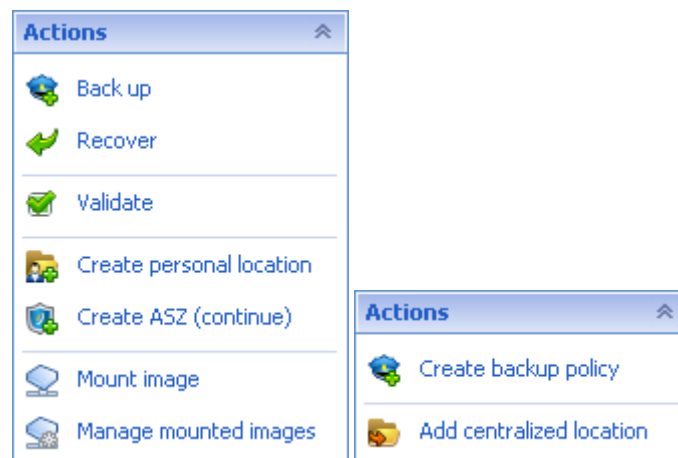 Actions
Back up
Recover
Validate
Create personal location
Create ASZ (continue)
Mount image
Manage mounted images
Actions
Create backup policy
Add centralized location